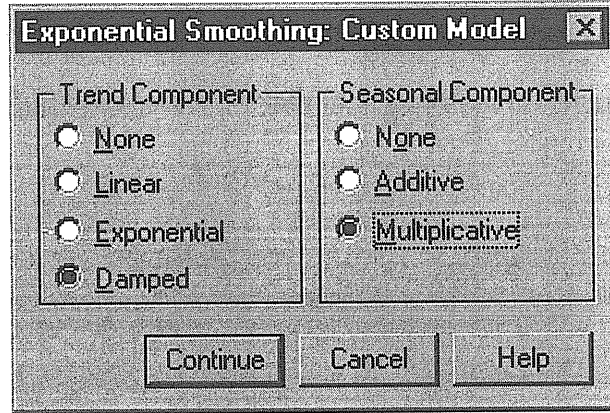 Exponential Smoothing: Custom Model
Trend Component
None
Linear
Exponential
Damped
Seasonal Component
None
Additive
Multiplicative
Continue
Cancel
Help